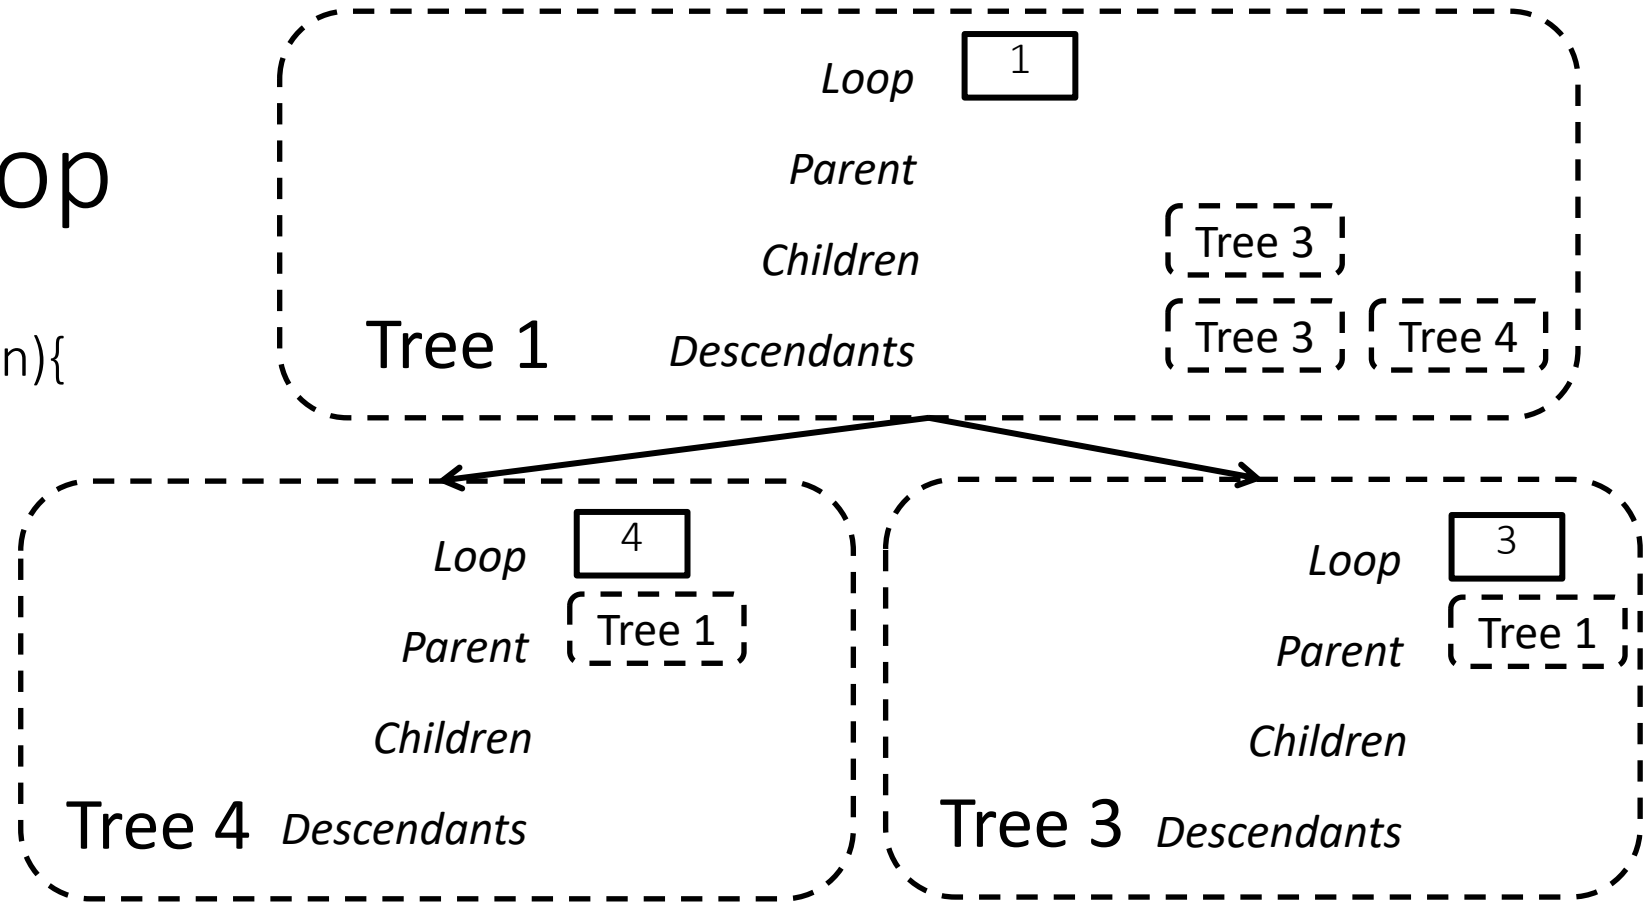 op
n){
Loop 1
Parent
Children Tree 3
Tree 1 Descendants Tree 3 Tree 4
Loop 4
Parent Tree 1
Children
Tree 4 Descendants
Loop 3
Parent Tree 1
Children
Tree 3 Descendants